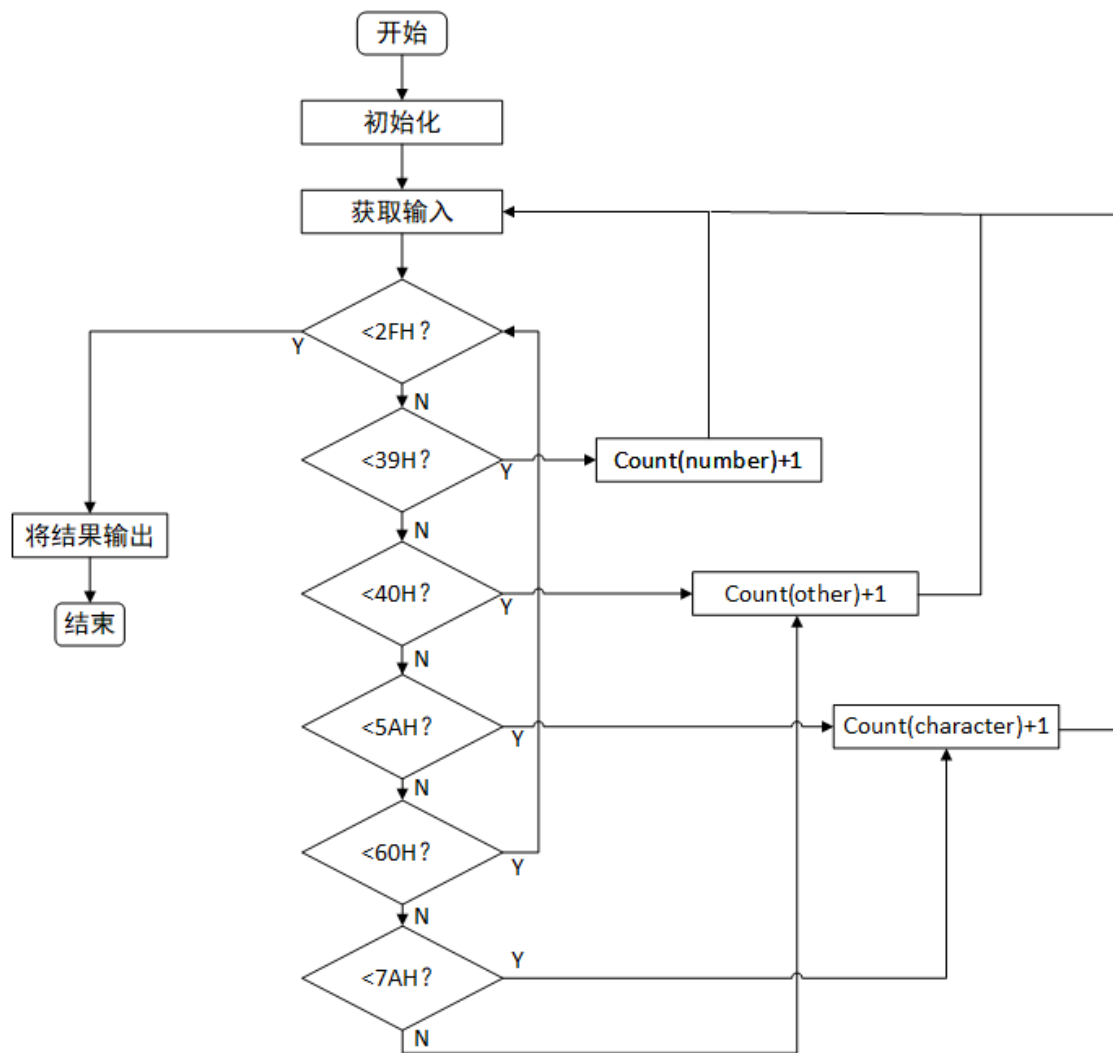 开始
初始化
获取输入
<2FH?
Y
N
<39H?
Y
Count(number)+1
N
将结果输出
<40H?
Y
Count(other)+1
结束
N
<5AH?
Y
Count(character)+1
N
<60H?
Y
N
<7AH?
Y
N